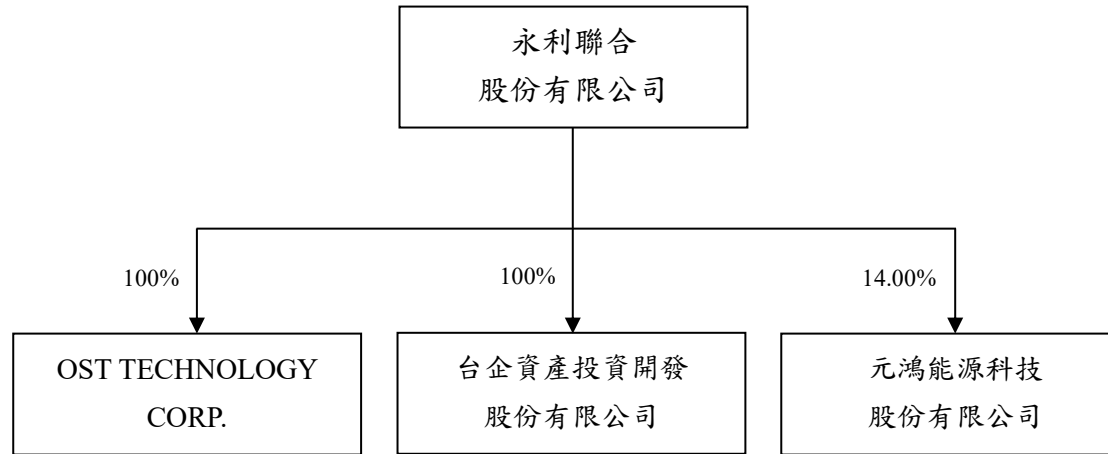 永利聯合
股份有限公司
100%
100%
14.00%
OST TECHNOLOGY
CORP.
台企資產投資開發
股份有限公司
元鴻能源科技
股份有限公司